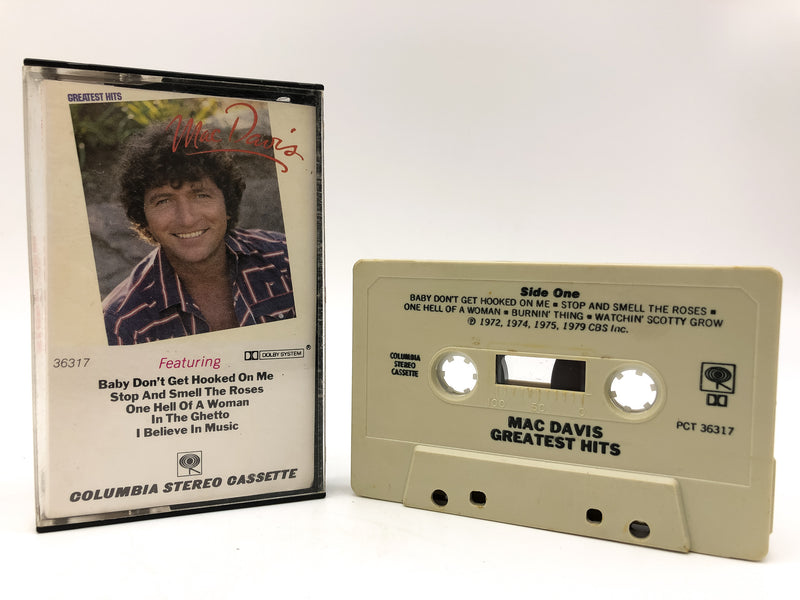 GREATEST HITS
Mac Davis
36317
Featuring
DOLBY SYSTEM ®
Baby Don't Get Hooked On Me
Stop And Smell The Roses
One Hell Of A Woman
In The Ghetto
I Believe In Music
COLUMBIA STEREO CASSETTE
Side One
BABY DON'T GET HOOKED ON ME ▪ STOP AND SMELL THE ROSES ▪
ONE HELL OF A WOMAN ▪ BURNIN' THING ▪ WATCHIN' SCOTTY GROW
℗ 1972, 1974, 1975, 1979 CBS Inc.
COLUMBIA
STEREO
CASSETTE
100 50 0
MAC DAVIS
GREATEST HITS
PCT 36317